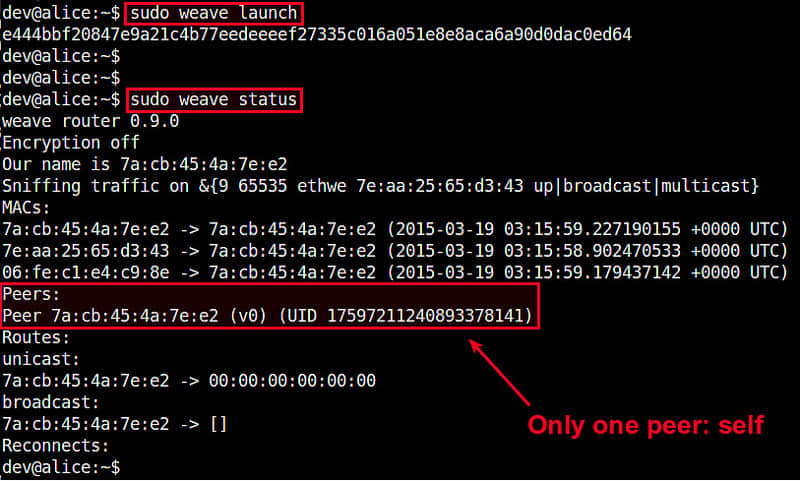 dev@alice:~$ sudo weave launch
e444bbf20847e9a21c4b77eedeeeef27335c016a051e8e8aca6a90d0dac0ed64
dev@alice:~$
dev@alice:~$
dev@alice:~$ sudo weave status
weave router 0.9.0
Encryption off
Our name is 7a:cb:45:4a:7e:e2
Sniffing traffic on &{9 65535 ethwe 7e:aa:25:65:d3:43 up|broadcast|multicast}
MACs:
7a:cb:45:4a:7e:e2 -> 7a:cb:45:4a:7e:e2 (2015-03-19 03:15:59.227190155 +0000 UTC)
7e:aa:25:65:d3:43 -> 7a:cb:45:4a:7e:e2 (2015-03-19 03:15:58.902470533 +0000 UTC)
06:fe:c1:e4:c9:8e -> 7a:cb:45:4a:7e:e2 (2015-03-19 03:15:59.179437142 +0000 UTC)
Peers:
Peer 7a:cb:45:4a:7e:e2 (v0) (UID 17597211240893378141)
Routes:
unicast:
7a:cb:45:4a:7e:e2 -> 00:00:00:00:00:00
broadcast:
7a:cb:45:4a:7e:e2 -> []
Only one peer: self
Reconnects:
dev@alice:~$